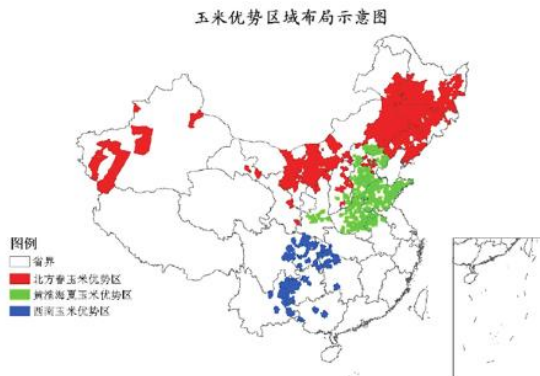 玉米优势区域布局示意图
图例
省界
北方春玉米优势区
黄淮海夏玉米优势区
西南玉米优势区